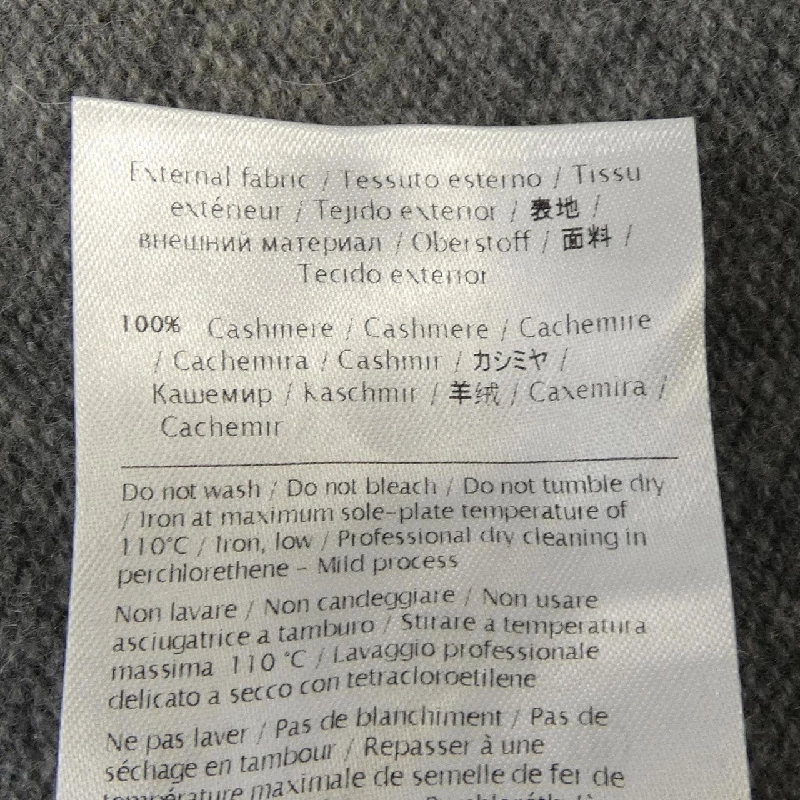 External fabric / Tessuto esterno / Tissu
extérieur / Tejido exterior / 表地 /
внешний материал / Oberstoff / 面料 /
Tecido exterior
100% Cashmere / Cashmere / Cachemire
/ Cachemira / Cashmir / カシミヤ /
Кашемир / Kaschmir / 羊绒 / Caxemira /
Cachemir
Do not wash / Do not bleach / Do not tumble dry
/ Iron at maximum sole-plate temperature of
110°C / Iron, low / Professional dry cleaning in
perchlorethene - Mild process
Non lavare / Non candeggiare / Non usare
asciugatrice a tamburo / Stirare a temperatura
massima 110 °C / Lavaggio professionale
delicato a secco con tetracloroetilene
Ne pas laver / Pas de blanchiment / Pas de
séchage en tambour / Repasser à une
température maximale de semelle de fer de